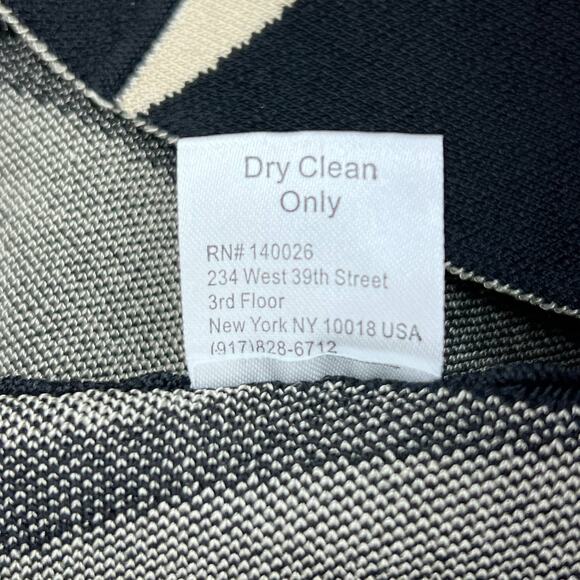 Dry Clean
Only
RN# 140026
234 West 39th Street
3rd Floor
New York NY 10018 USA
(917)828-6712